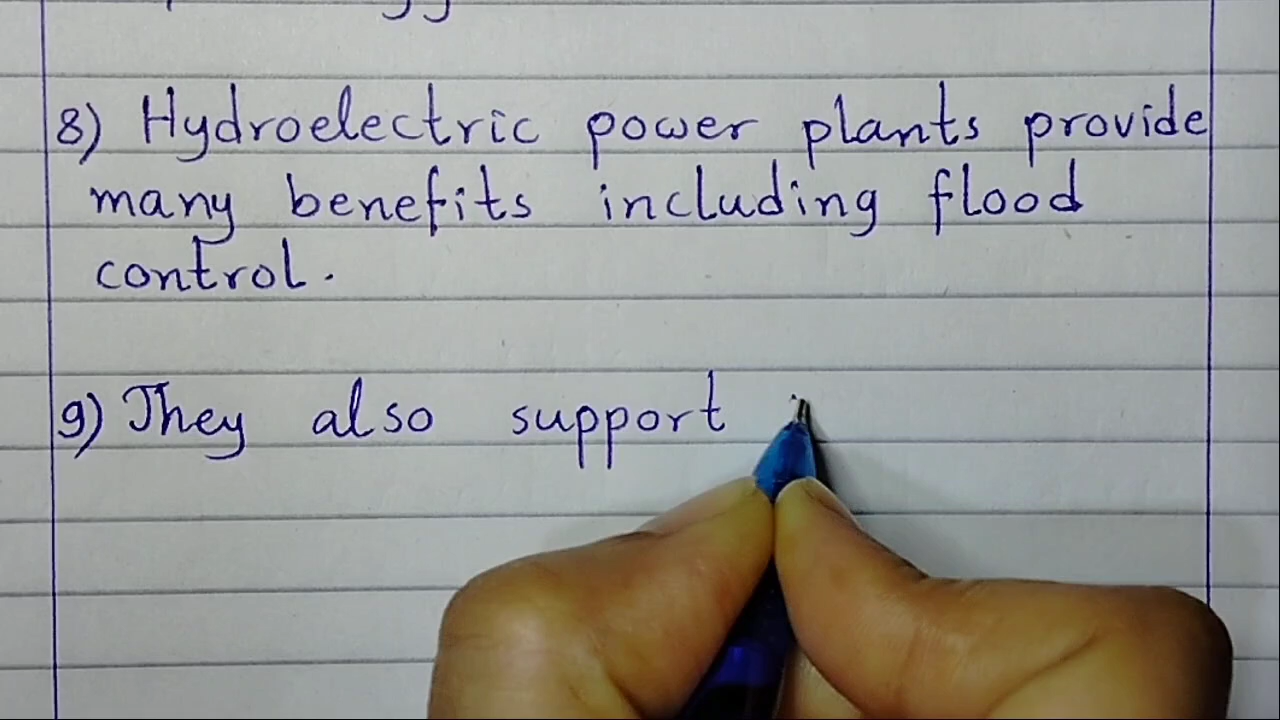 8) Hydroelectric power plants provide
many benefits including flood
control.
9) They also support